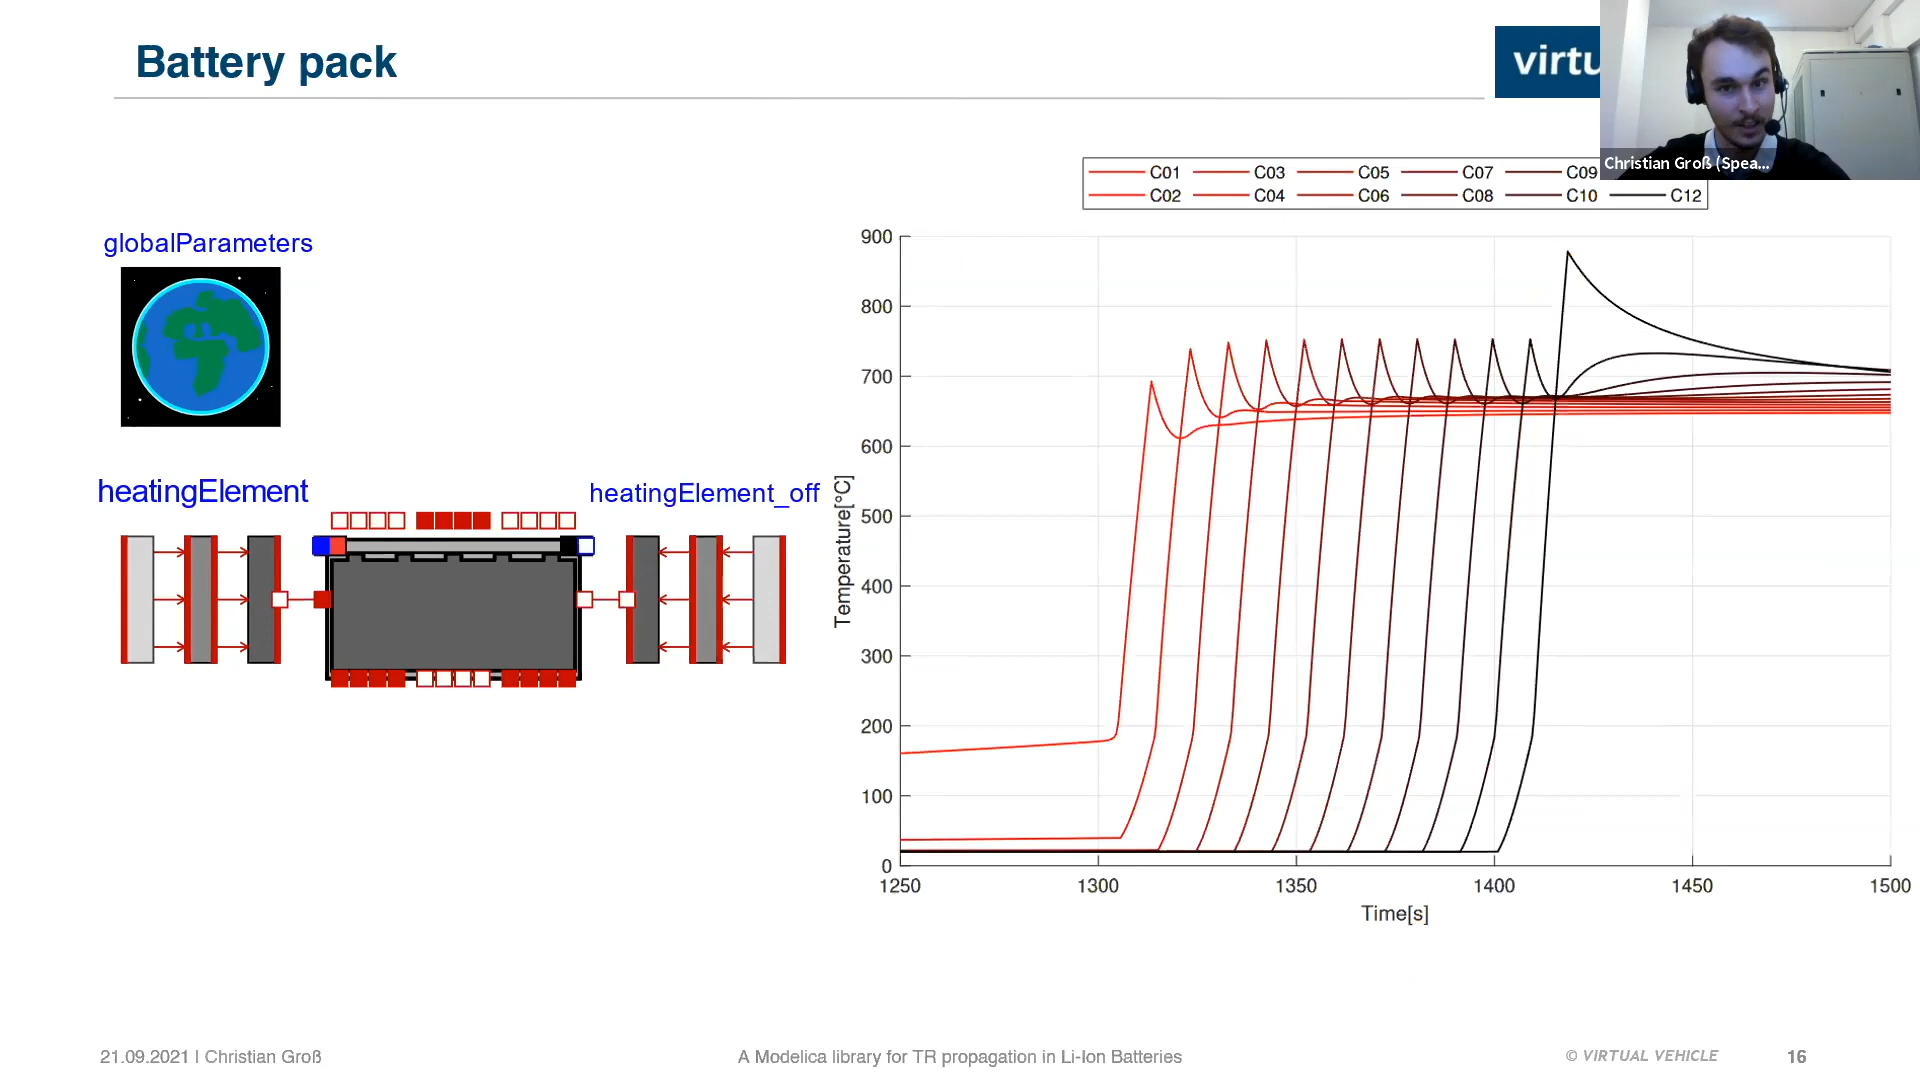 Battery pack
virtu
Christian Groß (Spea...
C01 C03 C05 C07 C09
C02 C04 C06 C08 C10 C12
globalParameters
heatingElement
heatingElement_off
Temperature[°C]
900
800
700
600
500
400
300
200
100
0
1250 1300 1350 1400 1450 1500
Time[s]
21.09.2021 | Christian Groß
A Modelica library for TR propagation in Li-Ion Batteries
© VIRTUAL VEHICLE
16